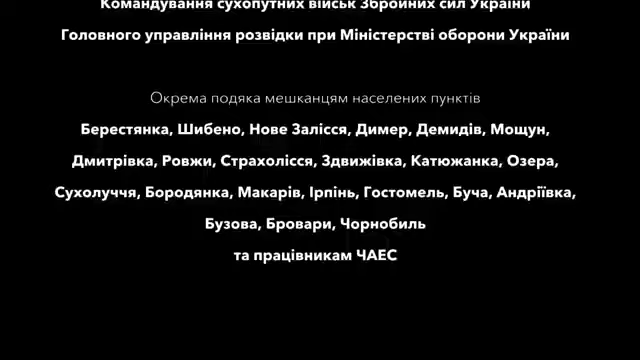 Командування сухопутних військ Збройних сил України
Головного управління розвідки при Міністерстві оборони України
Окрема подяка мешканцям населених пунктів
Берестянка, Шибено, Нове Залісся, Димер, Демидів, Мощун,
Дмитрівка, Ровжи, Страхолісся, Здвижівка, Катюжанка, Озера,
Сухолуччя, Бородянка, Макарів, Ірпінь, Гостомель, Буча, Андріївка,
Бузова, Бровари, Чорнобиль
та працівникам ЧАЕС